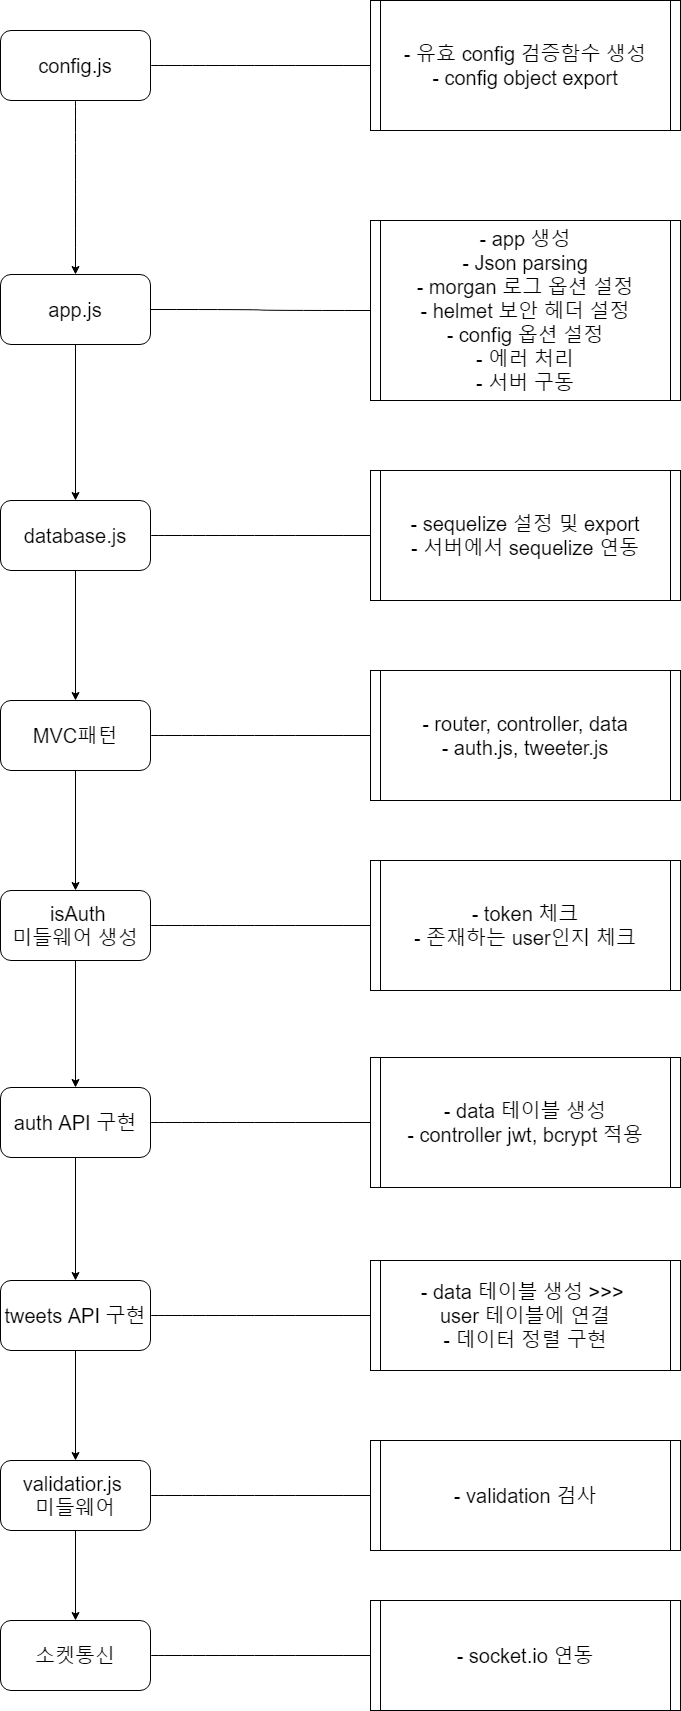 config.js
- 유효 config 검증함수 생성
- config object export
app.js
- app 생성
- Json parsing
- morgan 로그 옵션 설정
- helmet 보안 헤더 설정
- config 옵션 설정
- 에러 처리
- 서버 구동
database.js
- sequelize 설정 및 export
- 서버에서 sequelize 연동
MVC패턴
- router, controller, data
- auth.js, tweeter.js
isAuth
미들웨어 생성
- token 체크
- 존재하는 user인지 체크
auth API 구현
- data 테이블 생성
- controller jwt, bcrypt 적용
tweets API 구현
- data 테이블 생성 >>>
user 테이블에 연결
- 데이터 정렬 구현
validatior.js
미들웨어
- validation 검사
소켓통신
- socket.io 연동